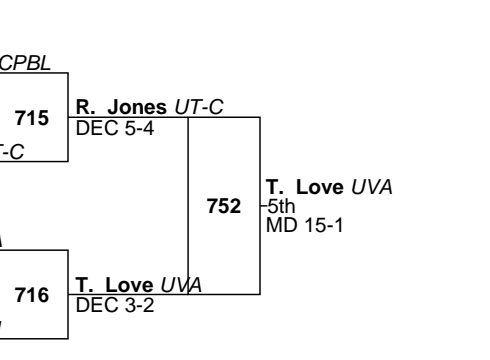 CPBL
715
R. Jones UT-C
DEC 5-4
T-C
752
T. Love UVA
5th
MD 15-1
716
T. Love UVA
DEC 3-2